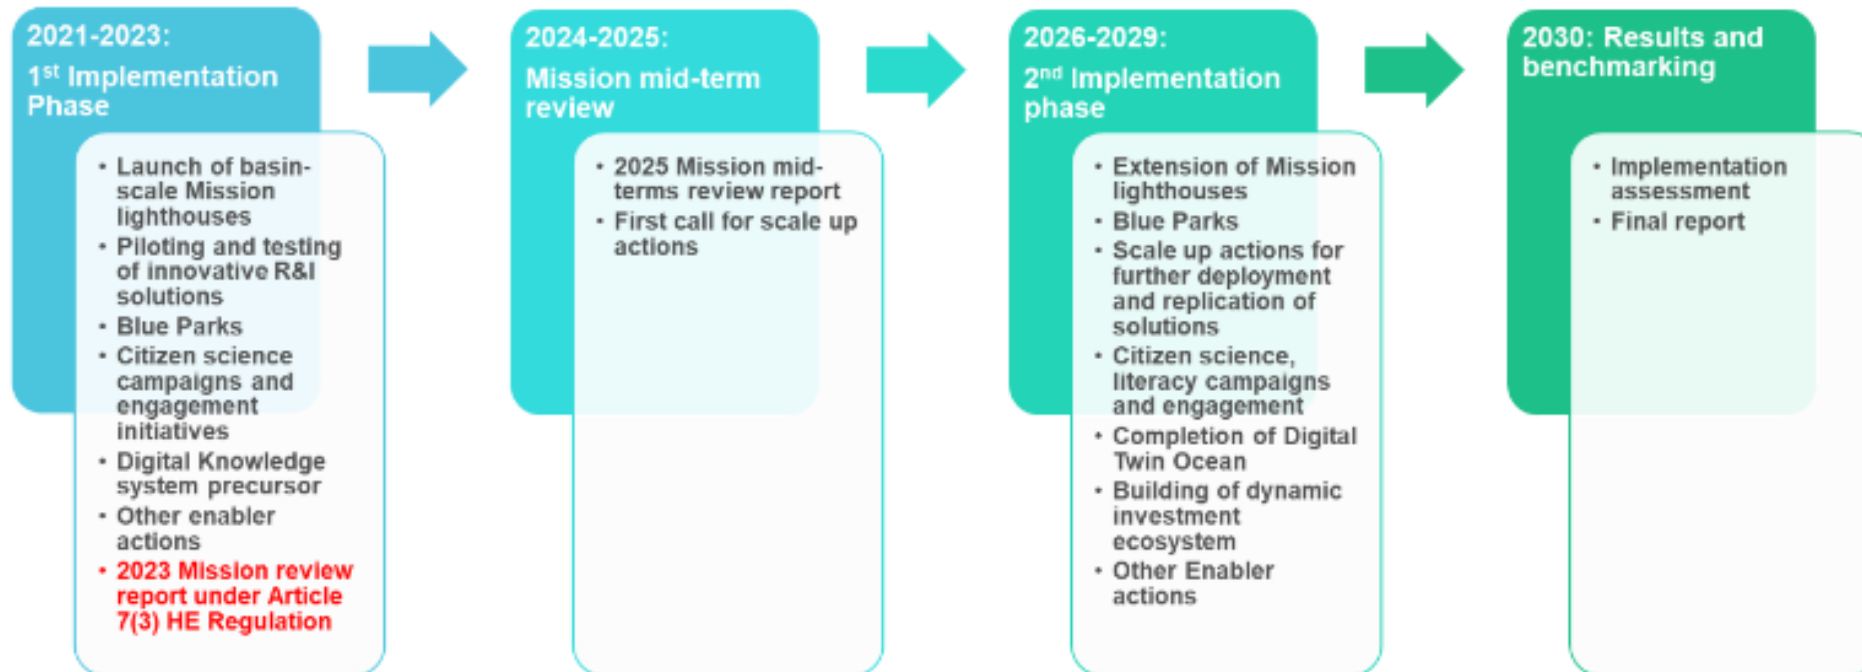 2021-2023:
1st Implementation
Phase
• Launch of basin-
scale Mission
lighthouses
• Piloting and testing
of innovative R&I
solutions
• Blue Parks
• Citizen science
campaigns and
engagement
initiatives
• Digital Knowledge
system precursor
• Other enabler
actions
• 2023 Mission review
report under Article
7(3) HE Regulation
2024-2025:
Mission mid-term
review
• 2025 Mission mid-
terms review report
• First call for scale up
actions
2026-2029:
2nd Implementation
phase
• Extension of Mission
lighthouses
• Blue Parks
• Scale up actions for
further deployment
and replication of
solutions
• Citizen science,
literacy campaigns
and engagement
• Completion of Digital
Twin Ocean
• Building of dynamic
investment
ecosystem
• Other Enabler
actions
2030: Results and
benchmarking
• Implementation
assessment
• Final report